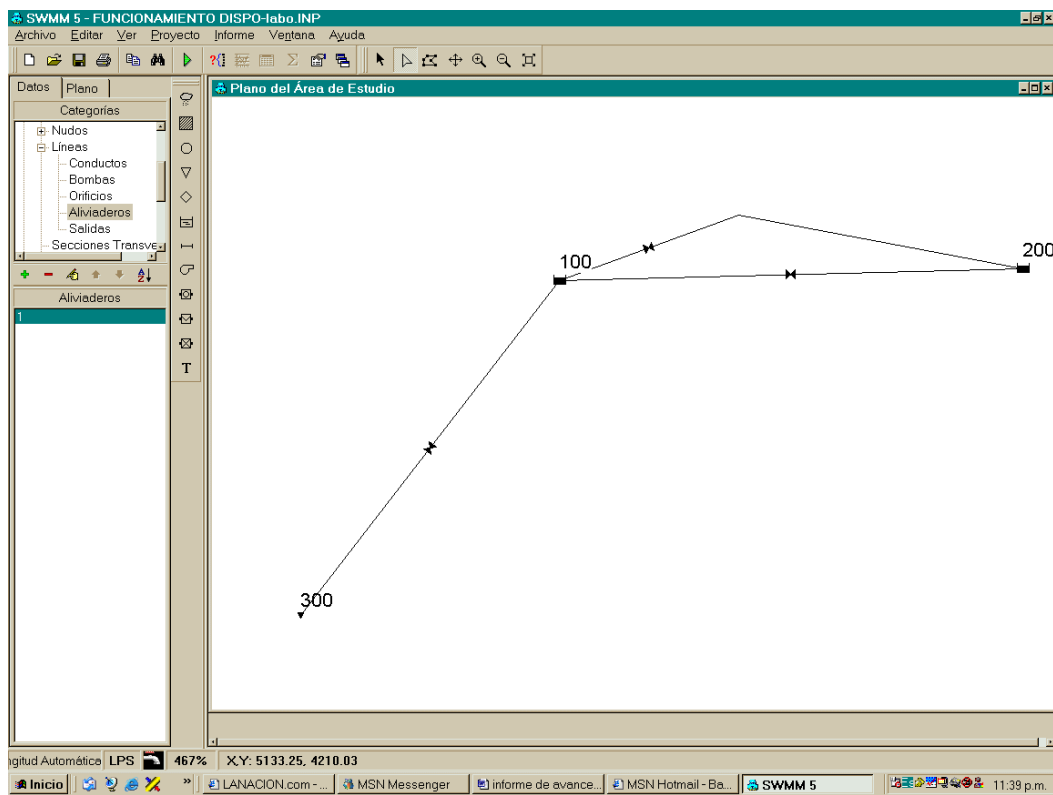 SWMM 5 - FUNCIONAMIENTO DISPO-labo.INP
Archivo Editar Ver Proyecto Informe Ventana Ayuda
Datos Plano
Categorías
Nudos
Líneas
Conductos
Bombas
Orificios
Aliviaderos
Salidas
Secciones Transve
Aliviaderos
1
T
Plano del Área de Estudio
100
200
300
ngitud Automática LPS 467% X,Y: 5133.25, 4210.03
Inicio » LANACION.com - ... MSN Messenger informe de avance... MSN Hotmail - Ba... SWMM 5 11:39 p.m.